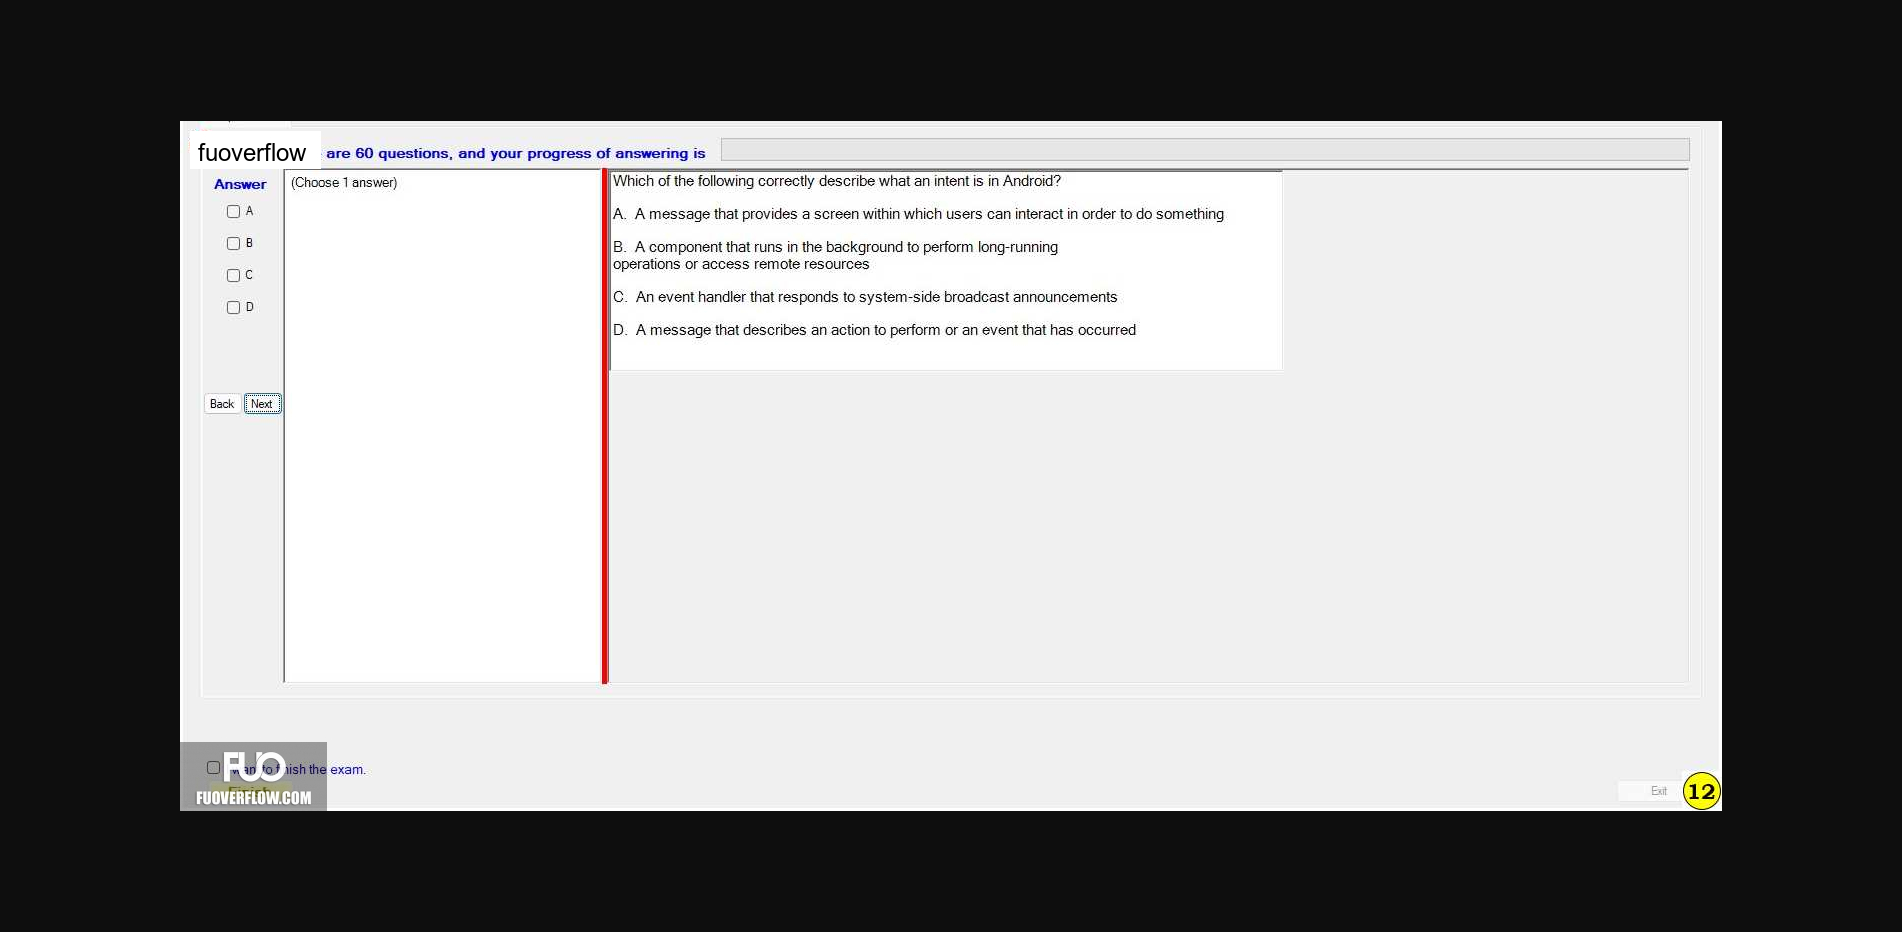 fuoverflow are 60 questions, and your progress of answering is
Answer
A
B
C
D
Back Next
(Choose 1 answer)
Which of the following correctly describe what an intent is in Android?
A. A message that provides a screen within which users can interact in order to do something
B. A component that runs in the background to perform long-running
operations or access remote resources
C. An event handler that responds to system-side broadcast announcements
D. A message that describes an action to perform or an event that has occurred
want to finish the exam.
FUO
Finish
FUOVERFLOW.COM
Exit
12